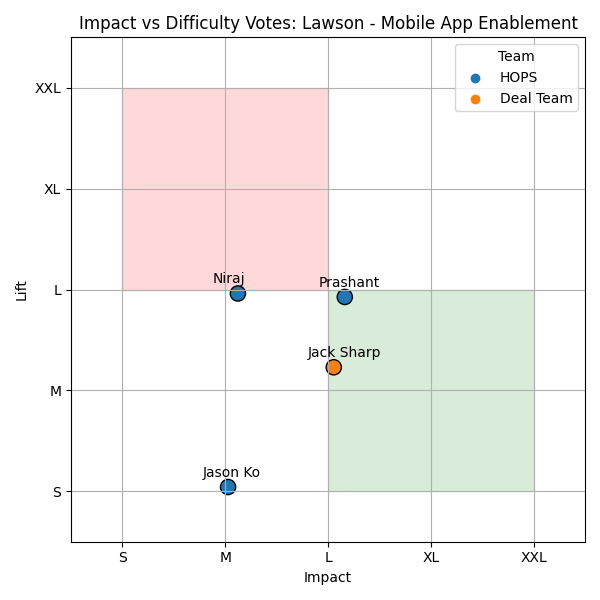 Impact vs Difficulty Votes: Lawson - Mobile App Enablement
Team
HOPS
Deal Team
XXL
XL
L
M
S
Lift
Niraj
Prashant
Jack Sharp
Jason Ko
S
M
L
XL
XXL
Impact